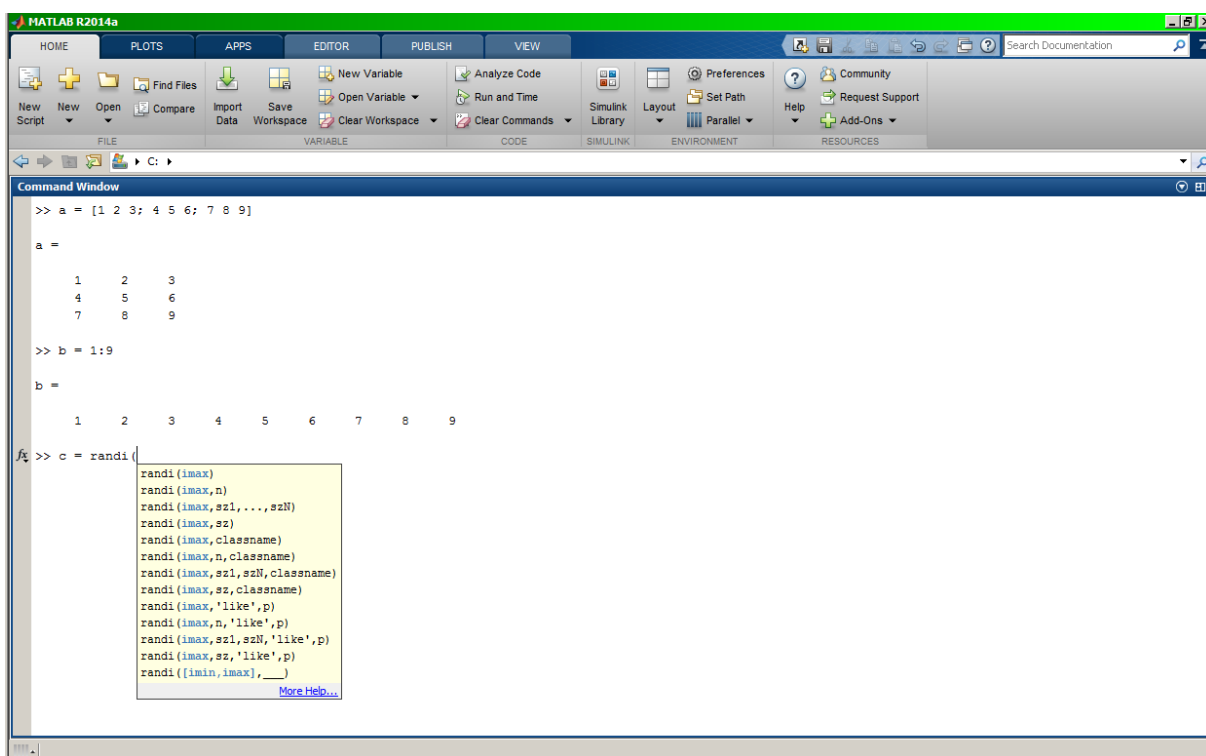 MATLAB R2014a
HOME PLOTS APPS EDITOR PUBLISH VIEW Search Documentation
New Script
New
Open
Find Files
Compare
Import Data
Save Workspace
New Variable
Open Variable
Clear Workspace
Analyze Code
Run and Time
Clear Commands
Simulink Library
Layout
Preferences
Set Path
Parallel
Help
Community
Request Support
Add-Ons
FILE VARIABLE CODE SIMULINK ENVIRONMENT RESOURCES
C:
Command Window
>> a = [1 2 3; 4 5 6; 7 8 9]
a =
1 2 3
4 5 6
7 8 9
>> b = 1:9
b =
1 2 3 4 5 6 7 8 9
fx >> c = randi(
randi(imax)
randi(imax,n)
randi(imax,sz1,...,szN)
randi(imax,sz)
randi(imax,classname)
randi(imax,n,classname)
randi(imax,sz1,szN,classname)
randi(imax,sz,classname)
randi(imax,'like',p)
randi(imax,n,'like',p)
randi(imax,sz1,szN,'like',p)
randi(imax,sz,'like',p)
randi([imin,imax],___)
More Help...